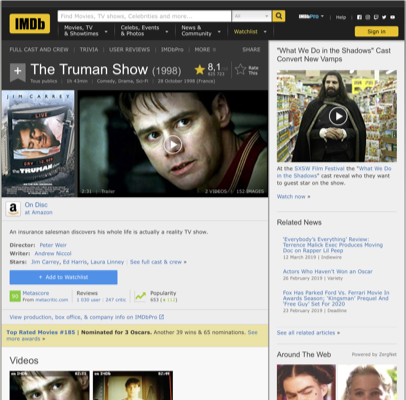 IMDb
Find Movies, TV shows, Celebrities and more...
All
IMDbPro
Help
Movies, TV
& Showtimes
Celebs, Events
& Photos
News &
Community
Watchlist
Sign in
FULL CAST AND CREW | TRIVIA | USER REVIEWS | IMDbPro | MORE
SHARE
The Truman Show (1998)
Tous publics | 1h 43min | Comedy, Drama, Sci-Fi | 28 October 1998 (France)
8,1
Rate
This
JIM CARREY
THE TRUMAN
2:31 | Trailer
2 VIDEOS | 152 IMAGES
On Disc
at Amazon
An insurance salesman discovers his whole life is actually a reality TV show.
Director: Peter Weir
Writer: Andrew Niccol
Stars: Jim Carrey, Ed Harris, Laura Linney | See full cast & crew »
+ Add to Watchlist
90
Metascore
From metacritic.com
Reviews
1 030 user | 247 critic
Popularity
View production, box office, & company info on IMDbPro
Top Rated Movies #185 | Nominated for 3 Oscars. Another 39 wins & 65 nominations. See
more awards »
Videos
"What We Do in the Shadows" Cast
Convert New Vamps
At the SXSW Film Festival the "What We Do
in the Shadows" cast reveal who they want
to guest star on the show.
Watch now »
Related News
'Everybody's Everything' Review:
Terrence Malick Exec Produces Moving
Doc on Rapper Lil Peep
12 March 2019 | Indiewire
Actors Who Haven't Won an Oscar
26 February 2019 | Variety
Fox Has Parked Ford Vs. Ferrari Movie In
Awards Season; 'Kingsman' Prequel And
'Free Guy' Set For 2020
23 February 2019 | Deadline
See all related articles »
Around The Web
Powered by ZergNet